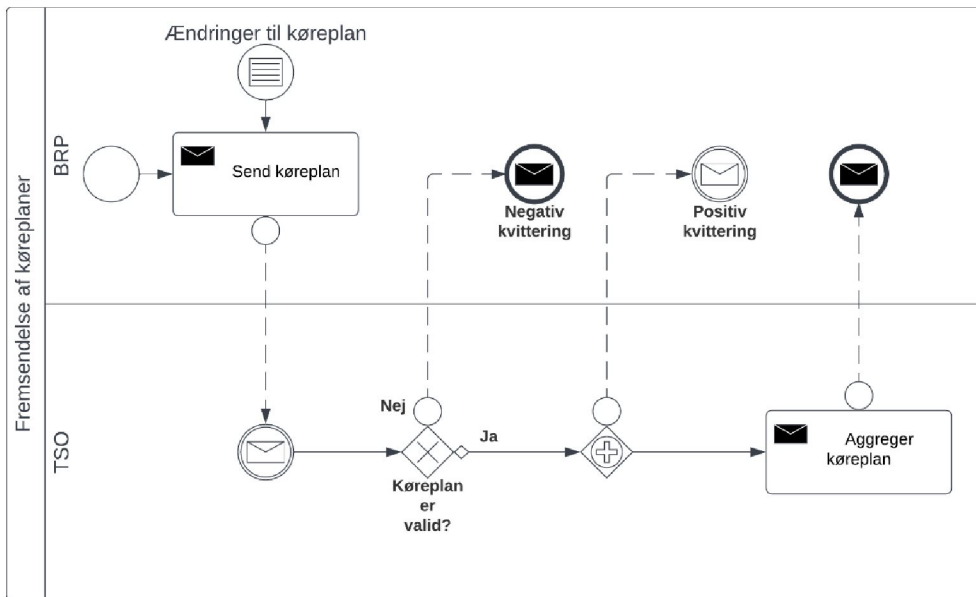 Fremsendelse af køreplaner
BRP
Ændringer til køreplan
Send køreplan
Negativ
kvittering
Positiv
kvittering
TSO
Nej
Ja
Køreplan
er
valid?
Aggreger
køreplan